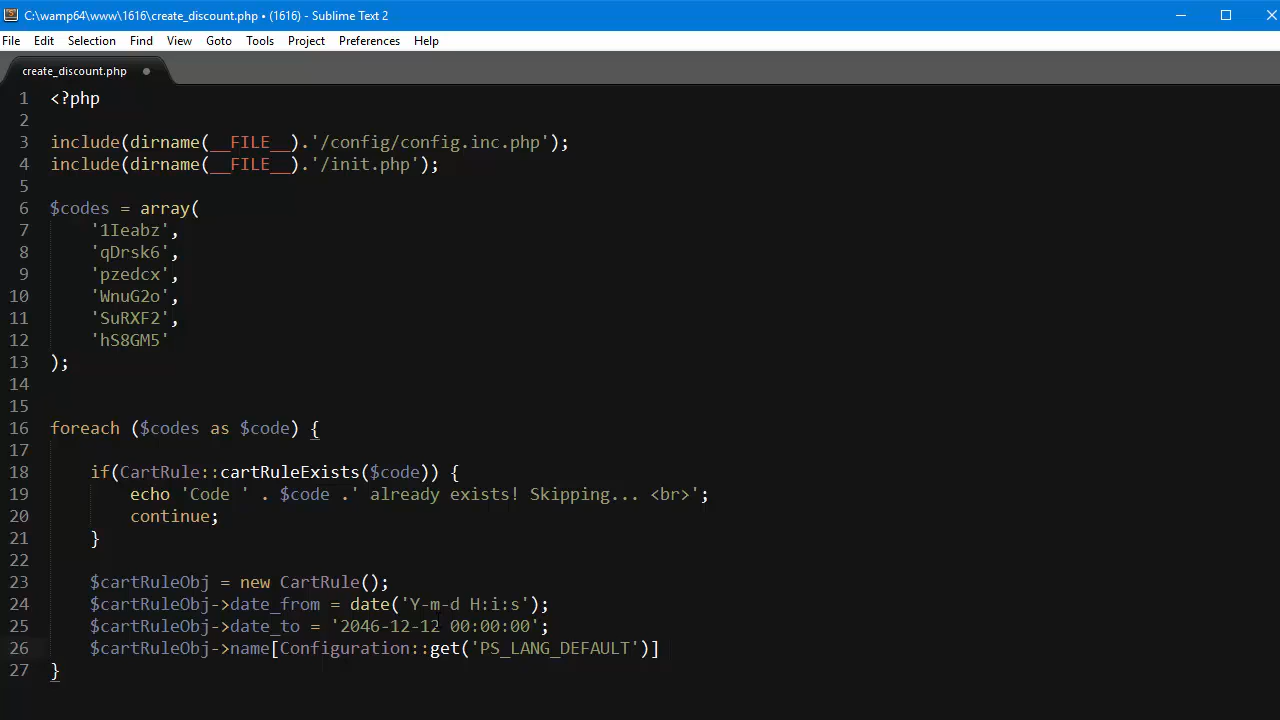 C:\wamp64\www\1616\create_discount.php • (1616) - Sublime Text 2
File Edit Selection Find View Goto Tools Project Preferences Help
create_discount.php
1 <?php
2
3 include(dirname(__FILE__).'/config/config.inc.php');
4 include(dirname(__FILE__).'/init.php');
5
6 $codes = array(
7 '1Ieabz',
8 'qDrsk6',
9 'pzedcx',
10 'WnuG2o',
11 'SuRXF2',
12 'hS8GM5'
13 );
14
15
16 foreach ($codes as $code) {
17
18 if(CartRule::cartRuleExists($code)) {
19 echo 'Code ' . $code .' already exists! Skipping... <br>';
20 continue;
21 }
22
23 $cartRuleObj = new CartRule();
24 $cartRuleObj->date_from = date('Y-m-d H:i:s');
25 $cartRuleObj->date_to = '2046-12-12 00:00:00';
26 $cartRuleObj->name[Configuration::get('PS_LANG_DEFAULT')]
27 }